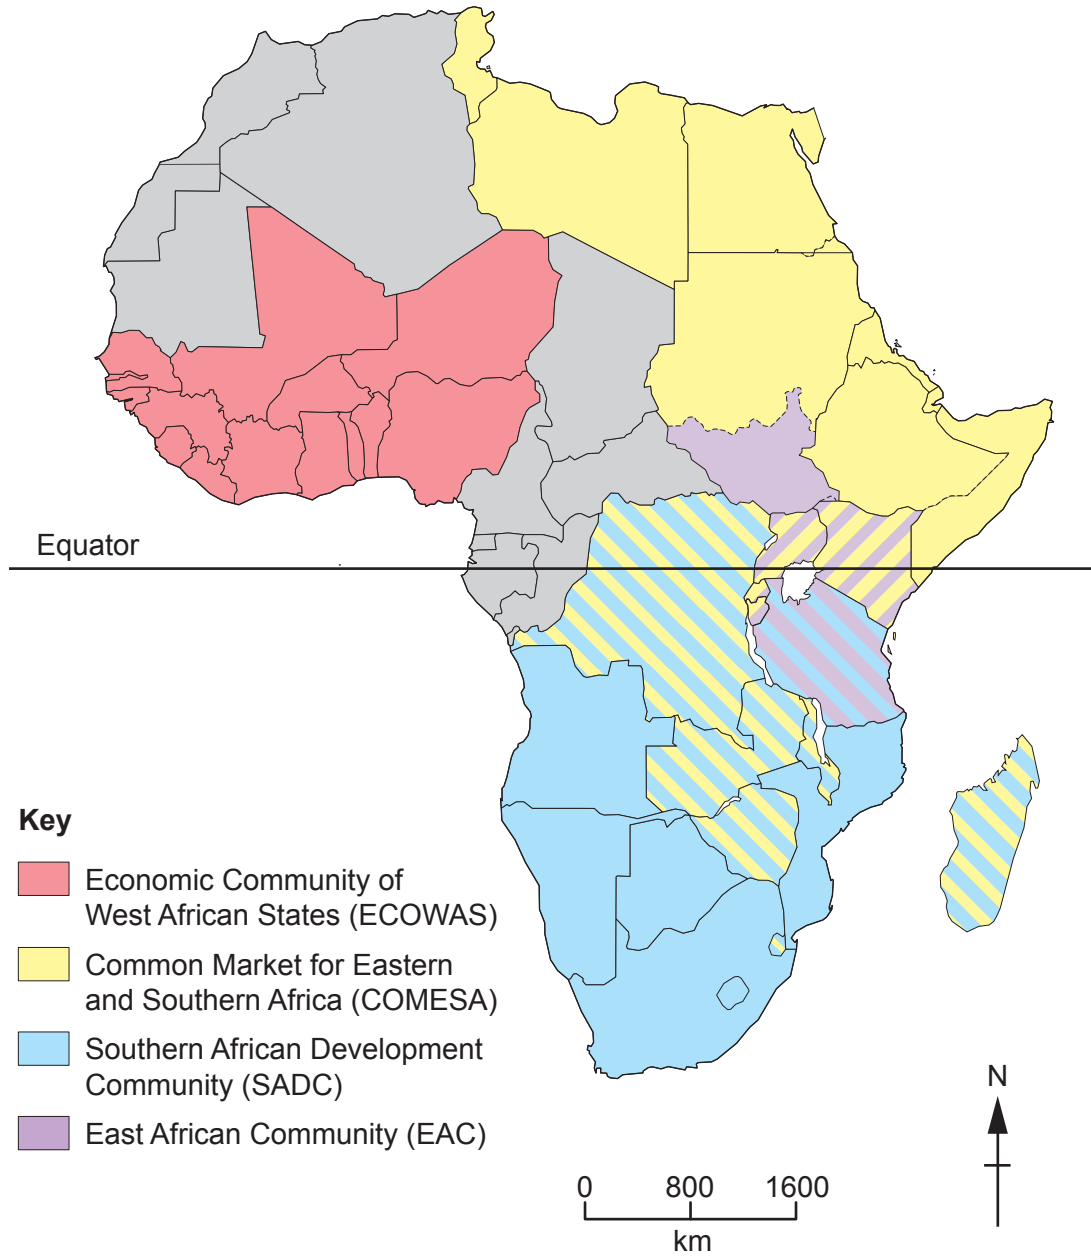 Equator
Key
Economic Community of
West African States (ECOWAS)
Common Market for Eastern
and Southern Africa (COMESA)
Southern African Development
Community (SADC)
East African Community (EAC)
N
0 800 1600
km